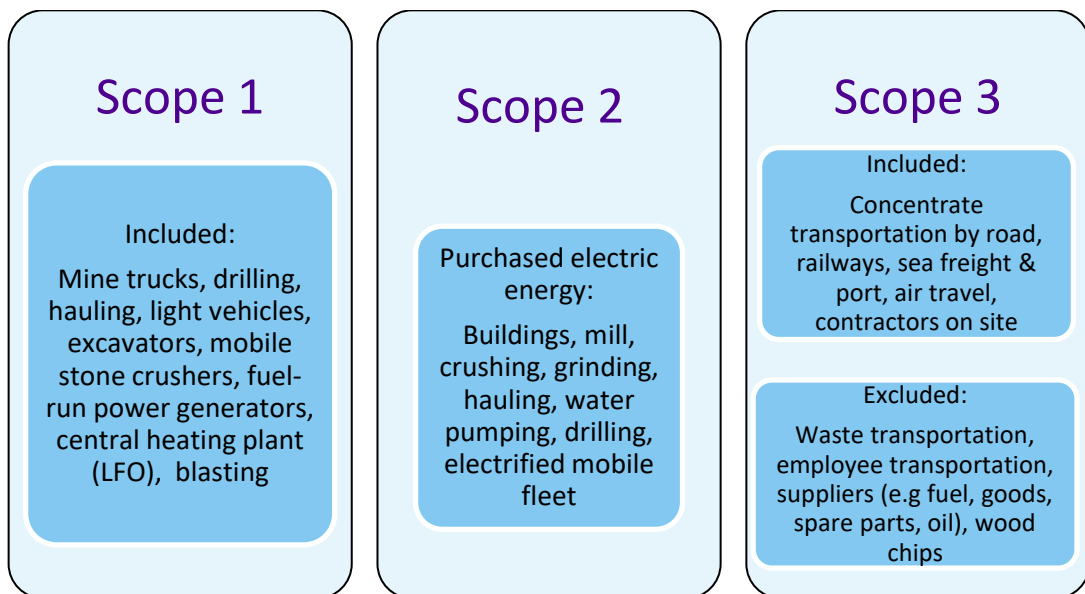 Scope 1
Included:
Mine trucks, drilling,
hauling, light vehicles,
excavators, mobile
stone crushers, fuel-
run power generators,
central heating plant
(LFO), blasting
Scope 2
Purchased electric
energy:
Buildings, mill,
crushing, grinding,
hauling, water
pumping, drilling,
electrified mobile
fleet
Scope 3
Included:
Concentrate
transportation by road,
railways, sea freight &
port, air travel,
contractors on site
Excluded:
Waste transportation,
employee transportation,
suppliers (e.g fuel, goods,
spare parts, oil), wood
chips